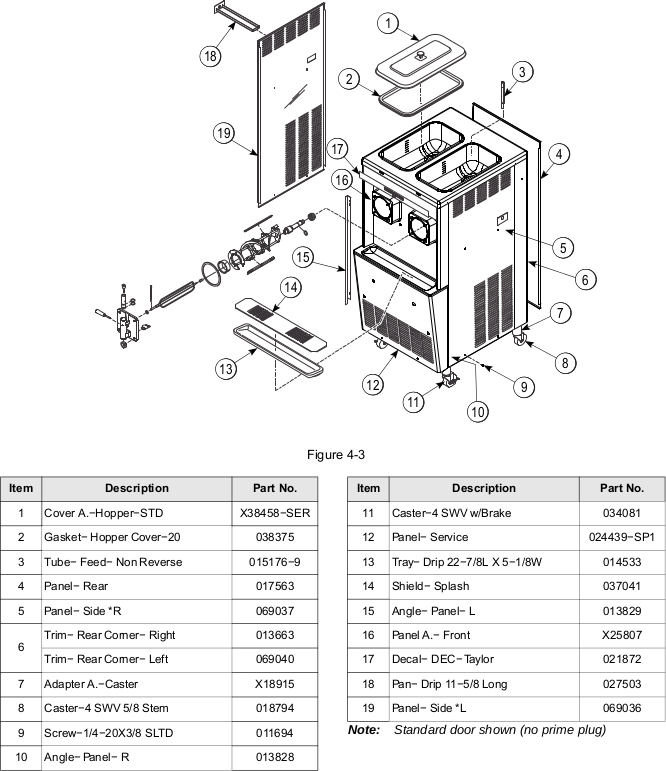 1
18
2
3
19
17
4
16
5
15
6
14
7
13
8
12
9
11
10
Figure 4-3
Item Description Part No.
1 Cover A.−Hopper−STD X38458−SER
2 Gasket− Hopper Cover−20 038375
3 Tube− Feed− Non Reverse 015176−9
4 Panel− Rear 017563
5 Panel− Side *R 069037
6 Trim− Rear Corner− Right 013663
Trim− Rear Corner− Left 069040
7 Adapter A.−Caster X18915
8 Caster−4 SWV 5/8 Stem 018794
9 Screw−1/4−20X3/8 SLTD 011694
10 Angle− Panel− R 013828
Item Description Part No.
11 Caster−4 SWV w/Brake 034081
12 Panel− Service 024439−SP1
13 Tray− Drip 22−7/8L X 5−1/8W 014533
14 Shield− Splash 037041
15 Angle− Panel− L 013829
16 Panel A.− Front X25807
17 Decal− DEC−Taylor 021872
18 Pan− Drip 11−5/8 Long 027503
19 Panel− Side *L 069036
Note: Standard door shown (no prime plug)